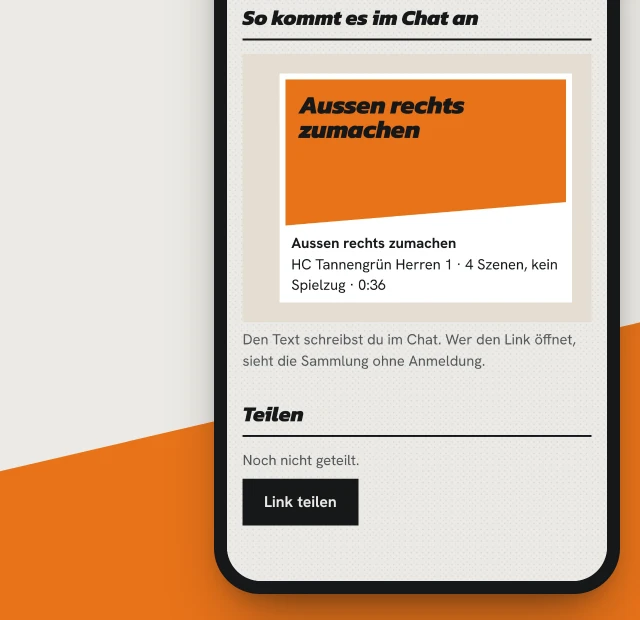 So kommt es im Chat an
Aussen rechts
zumachen
Aussen rechts zumachen
HC Tannengrün Herren 1 · 4 Szenen, kein
Spielzug · 0:36
Den Text schreibst du im Chat. Wer den Link öffnet,
sieht die Sammlung ohne Anmeldung.
Teilen
Noch nicht geteilt.
Link teilen